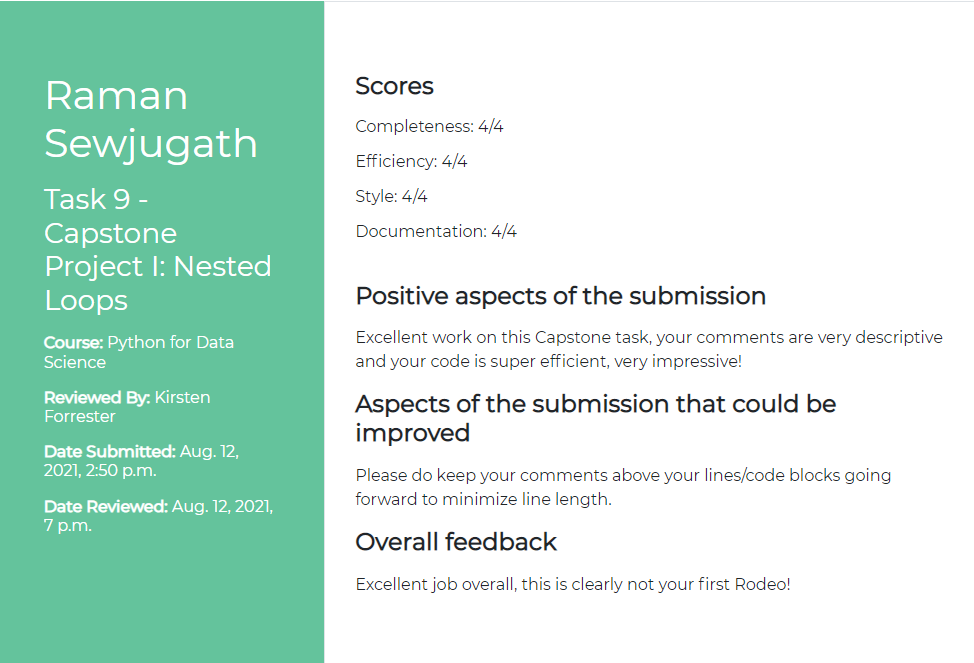 Raman
Sewjugath
Task 9 -
Capstone
Project I: Nested
Loops
Course: Python for Data
Science
Reviewed By: Kirsten
Forrester
Date Submitted: Aug. 12,
2021, 2:50 p.m.
Date Reviewed: Aug. 12, 2021,
7 p.m.
Scores
Completeness: 4/4
Efficiency: 4/4
Style: 4/4
Documentation: 4/4
Positive aspects of the submission
Excellent work on this Capstone task, your comments are very descriptive
and your code is super efficient, very impressive!
Aspects of the submission that could be
improved
Please do keep your comments above your lines/code blocks going
forward to minimize line length.
Overall feedback
Excellent job overall, this is clearly not your first Rodeo!